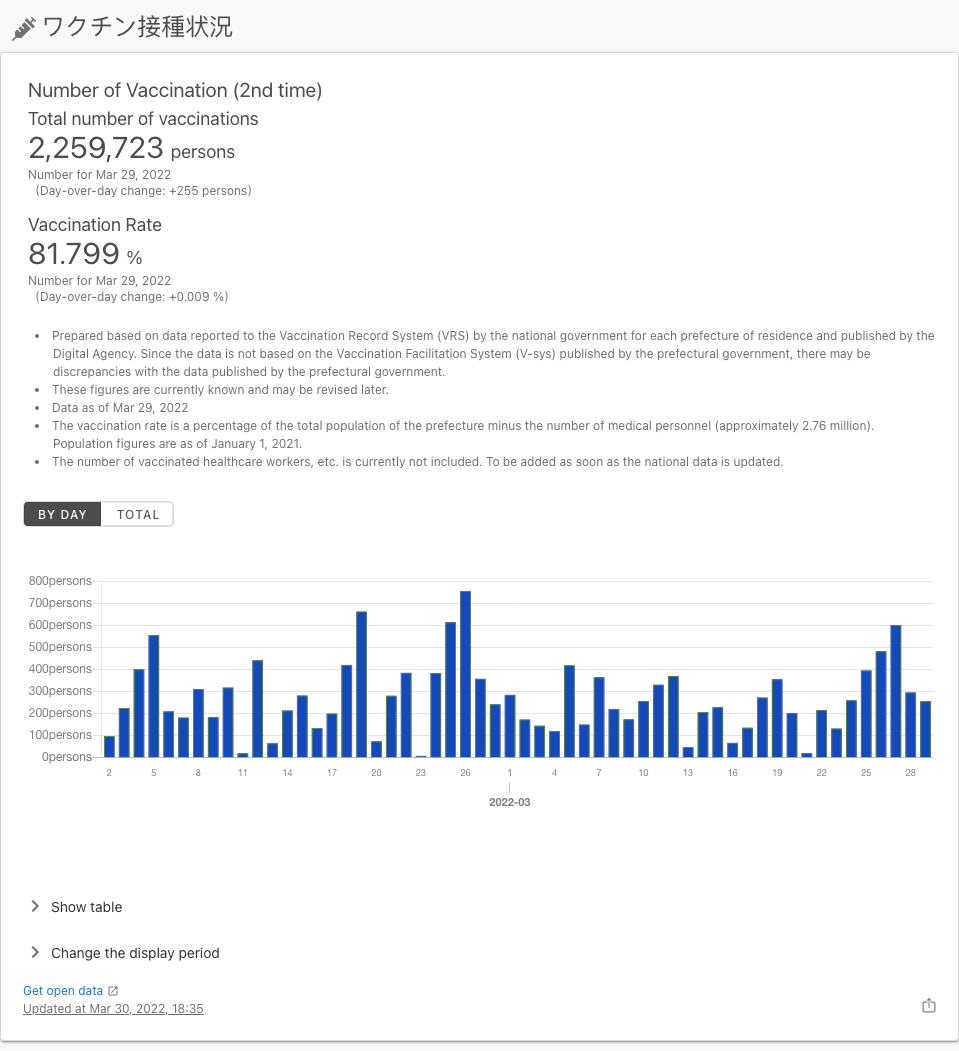 ワクチン接種状況
Number of Vaccination (2nd time)
Total number of vaccinations
2,259,723 persons
Number for Mar 29, 2022
(Day-over-day change: +255 persons)
Vaccination Rate
81.799 %
Number for Mar 29, 2022
(Day-over-day change: +0.009 %)
• Prepared based on data reported to the Vaccination Record System (VRS) by the national government for each prefecture of residence and published by the
Digital Agency. Since the data is not based on the Vaccination Facilitation System (V-sys) published by the prefectural government, there may be
discrepancies with the data published by the prefectural government.
• These figures are currently known and may be revised later.
• Data as of Mar 29, 2022
• The vaccination rate is a percentage of the total population of the prefecture minus the number of medical personnel (approximately 2.76 million).
Population figures are as of January 1, 2021.
• The number of vaccinated healthcare workers, etc. is currently not included. To be added as soon as the national data is updated.
BY DAY TOTAL
800persons
700persons
600persons
500persons
400persons
300persons
200persons
100persons
0persons
2 5 8 11 14 17 20 23 26 1 4 7 10 13 16 19 22 25 28
2022-03
Show table
Change the display period
Get open data
Updated at Mar 30, 2022, 18:35